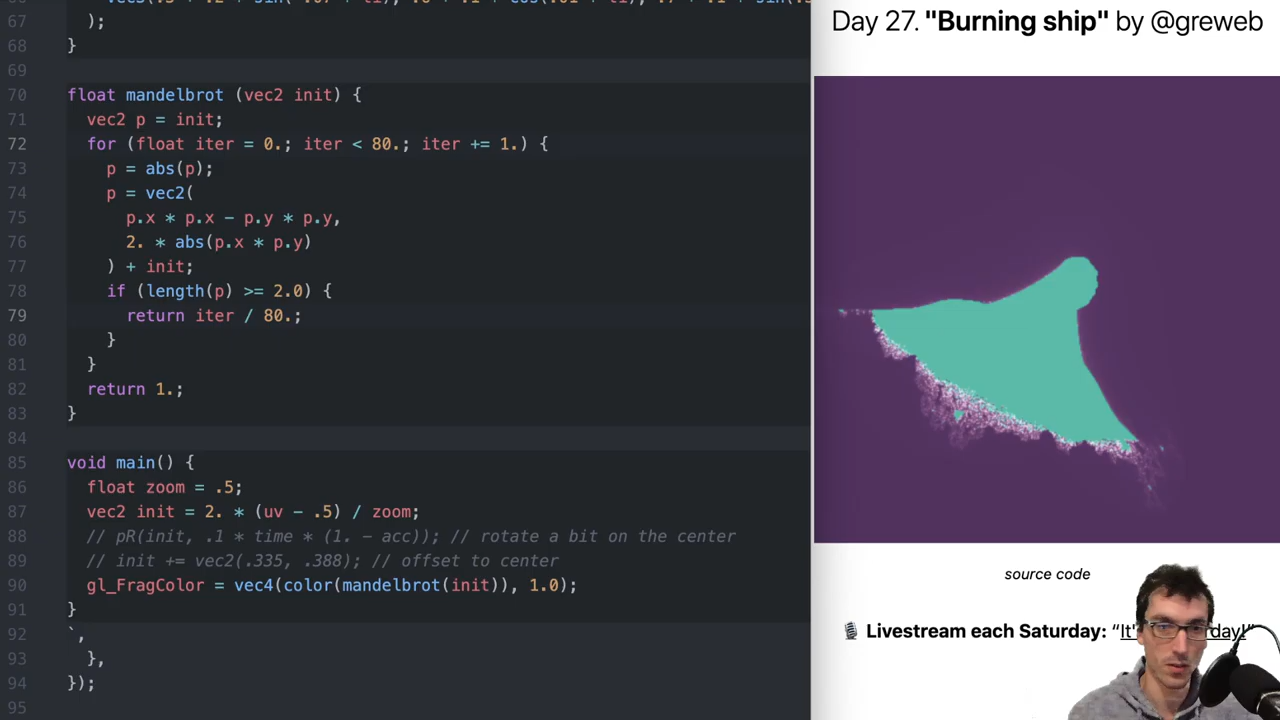 67 );
68 }
69
70 float mandelbrot (vec2 init) {
71 vec2 p = init;
72 for (float iter = 0.; iter < 80.; iter += 1.) {
73 p = abs(p);
74 p = vec2(
75 p.x * p.x - p.y * p.y,
76 2. * abs(p.x * p.y)
77 ) + init;
78 if (length(p) >= 2.0) {
79 return iter / 80.;
80 }
81 }
82 return 1.;
83 }
84
85 void main() {
86 float zoom = .5;
87 vec2 init = 2. * (uv - .5) / zoom;
88 // pR(init, .1 * time * (1. - acc)); // rotate a bit on the center
89 // init += vec2(.335, .388); // offset to center
90 gl_FragColor = vec4(color(mandelbrot(init)), 1.0);
91 }
92 `,
93 },
94 });
95
Day 27. "Burning ship" by @greweb
source code
🎙️ Livestream each Saturday: “It'